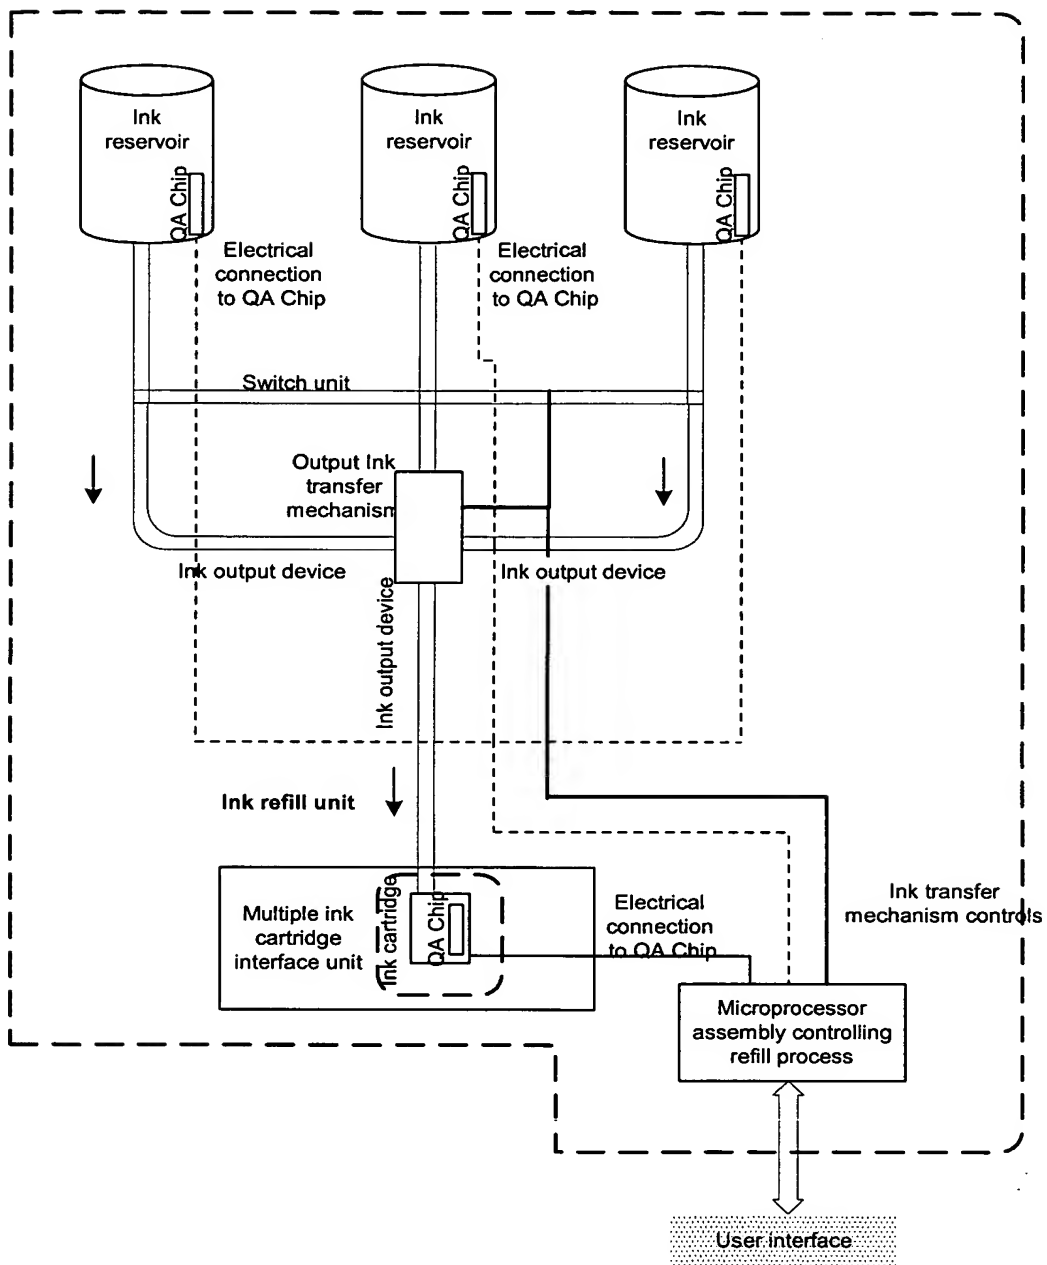 Ink
reservoir
QA Chip
Ink
reservoir
QA Chip
Ink
reservoir
QA Chip
Electrical
connection
to QA Chip
Electrical
connection
to QA Chip
Switch unit
Output Ink
transfer
mechanism
Ink output device
Ink output device
Ink output device
Ink refill unit
Multiple ink
cartridge
interface unit
Ink cartridge
QA Chip
Electrical
connection
to QA Chip
Ink transfer
mechanism controls
Microprocessor
assembly controlling
refill process
User interface